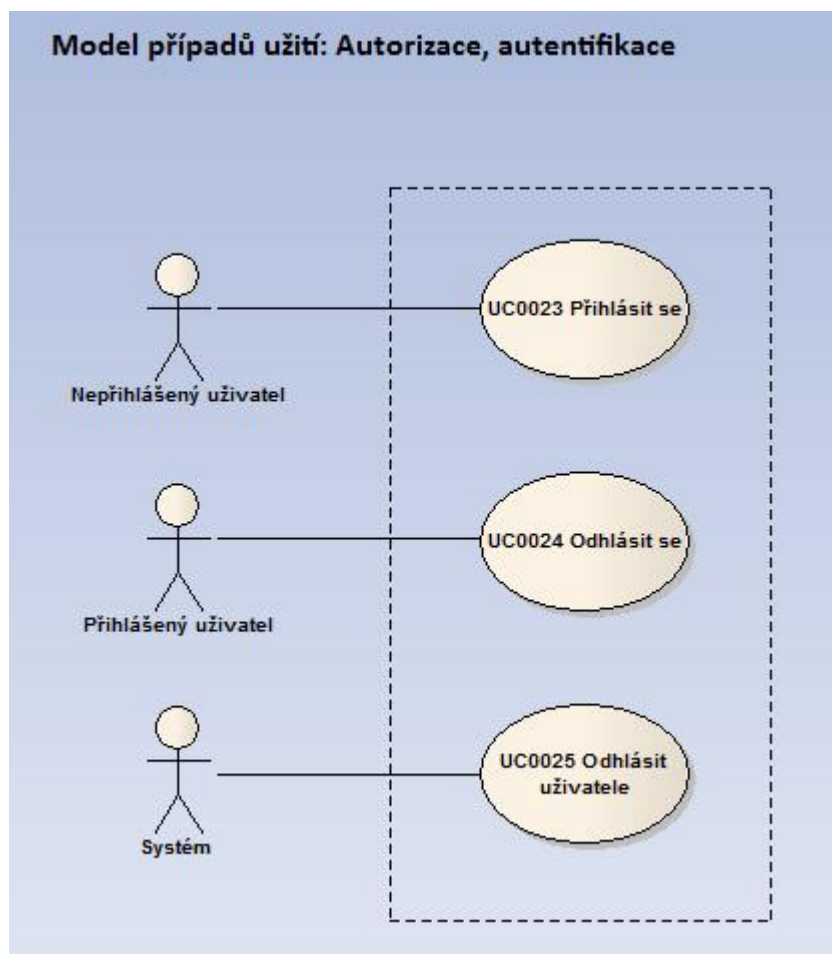 Model případů užití: Autorizace, autentifikace
UC0023 Přihlásit se
Nepřihlášený uživatel
UC0024 Odhlásit se
Přihlášený uživatel
UC0025 Odhlásit
uživatele
Systém